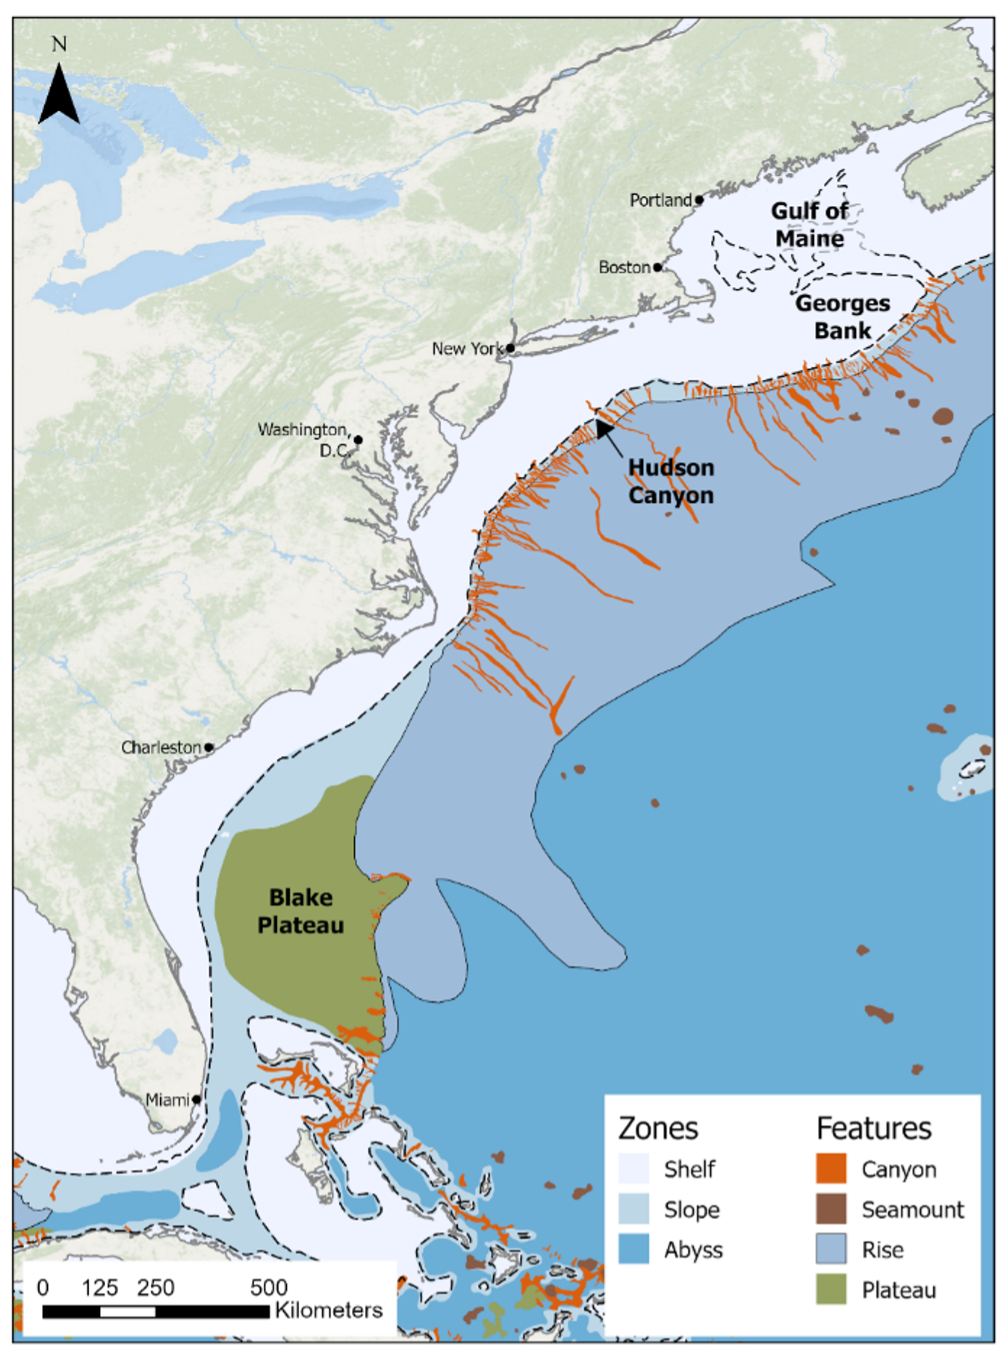 N
Portland
Gulf of
Maine
Boston
Georges
Bank
New York
Washington,
D.C.
Hudson
Canyon
Charleston
Blake
Plateau
Miami
Zones
Shelf
Slope
Abyss
Features
Canyon
Seamount
Rise
Plateau
0 125 250 500
Kilometers